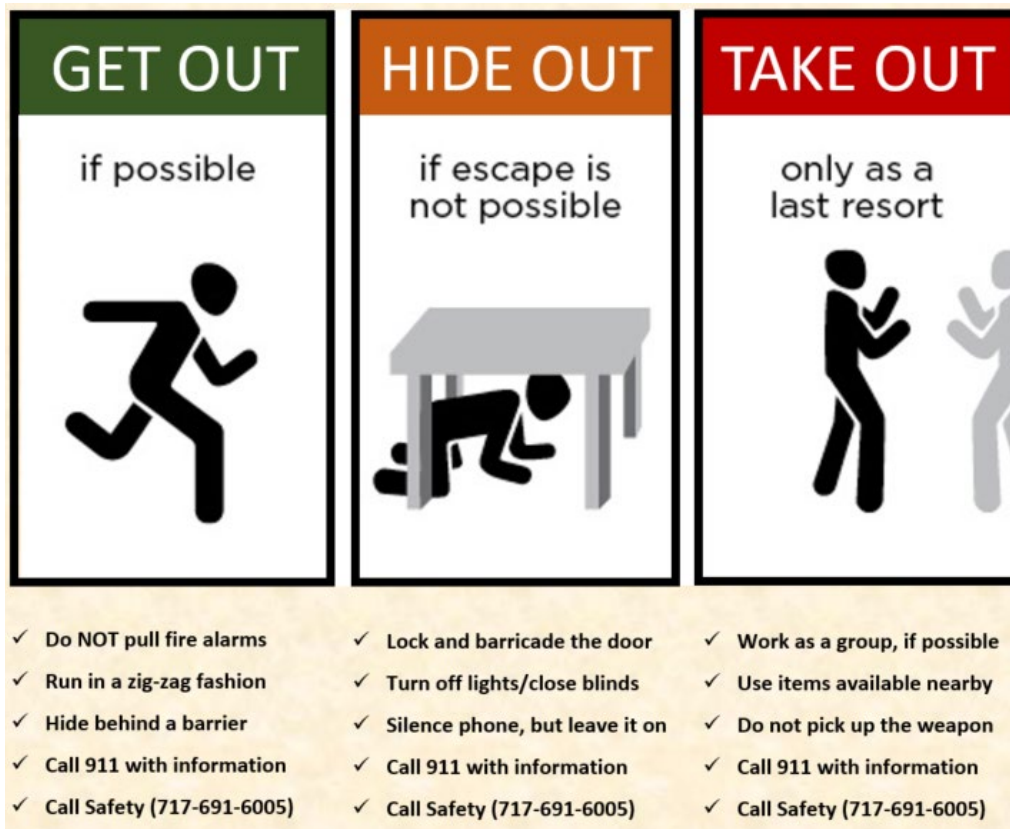 GET OUT
if possible
✓ Do NOT pull fire alarms
✓ Run in a zig-zag fashion
✓ Hide behind a barrier
✓ Call 911 with information
✓ Call Safety (717-691-6005)
HIDE OUT
if escape is
not possible
✓ Lock and barricade the door
✓ Turn off lights/close blinds
✓ Silence phone, but leave it on
✓ Call 911 with information
✓ Call Safety (717-691-6005)
TAKE OUT
only as a
last resort
✓ Work as a group, if possible
✓ Use items available nearby
✓ Do not pick up the weapon
✓ Call 911 with information
✓ Call Safety (717-691-6005)